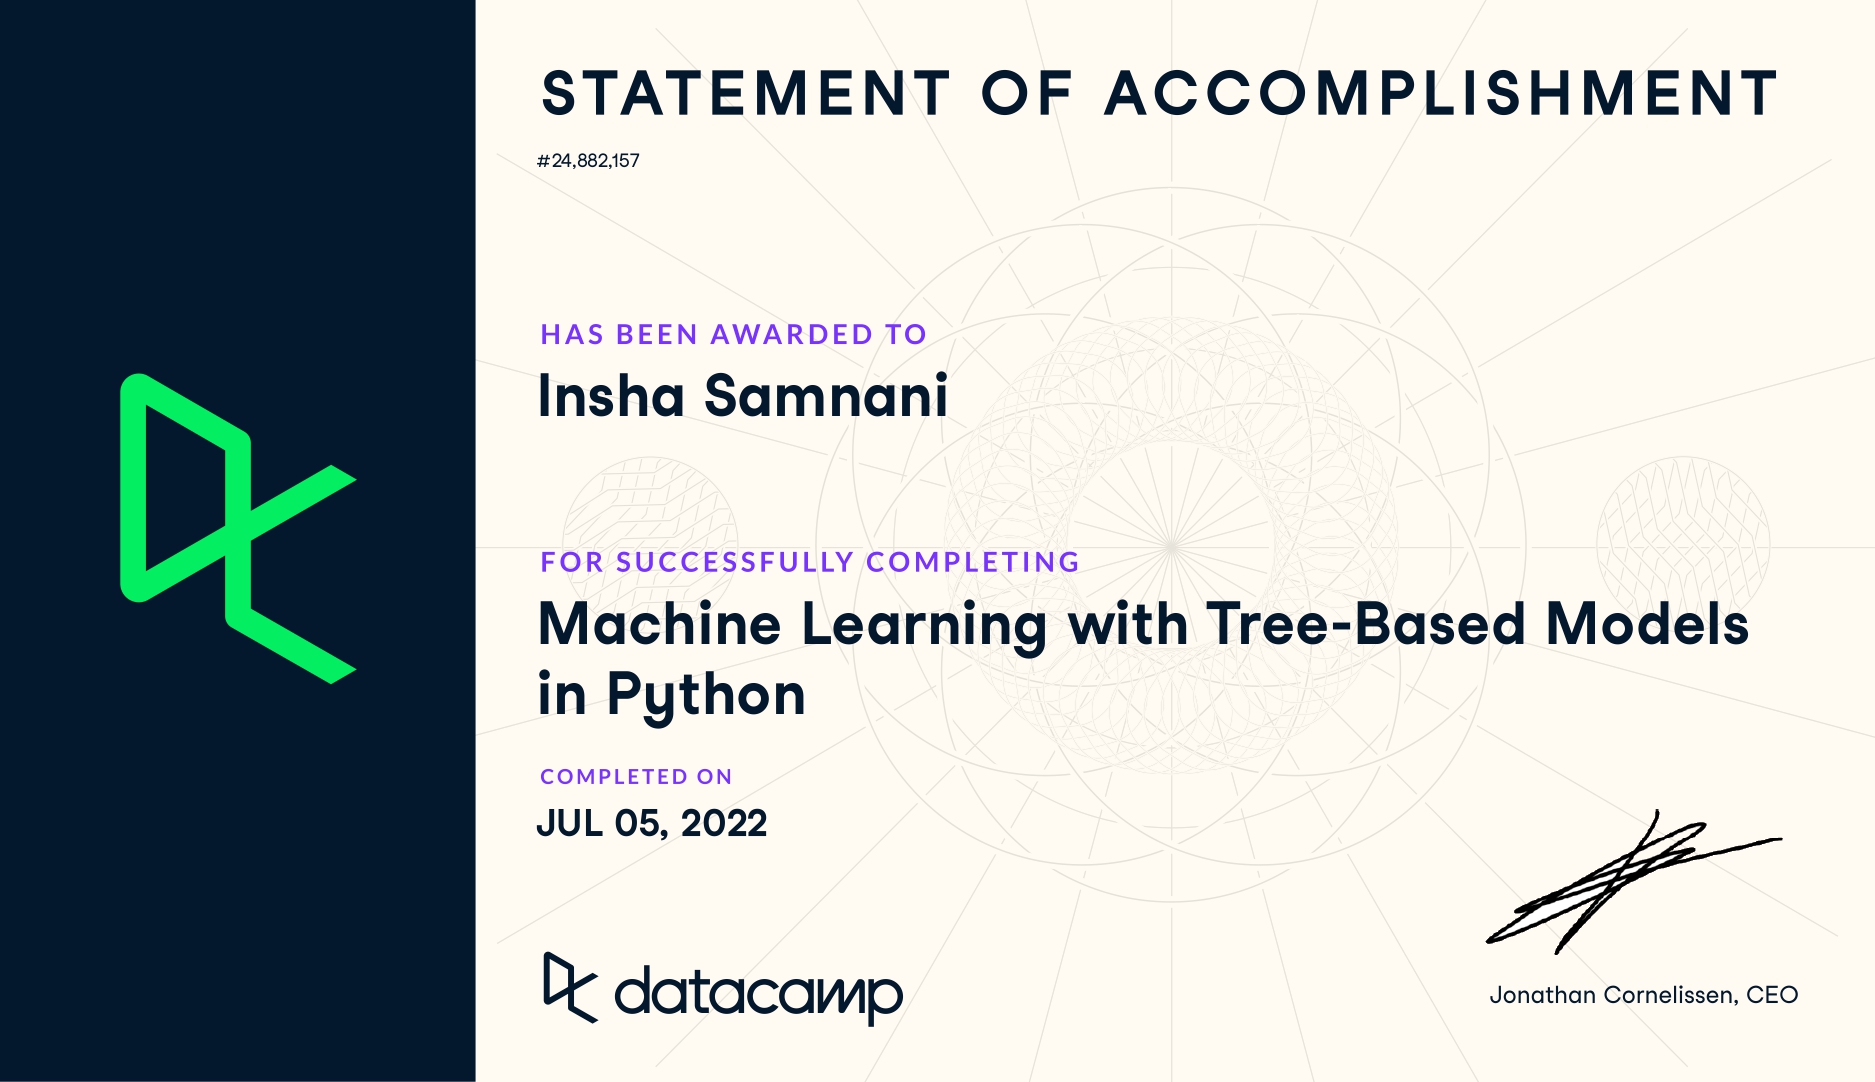 STATEMENT OF ACCOMPLISHMENT
#24,882,157
HAS BEEN AWARDED TO
Insha Samnani
FOR SUCCESSFULLY COMPLETING
Machine Learning with Tree-Based Models
in Python
COMPLETED ON
JUL 05, 2022
datacamp
Jonathan Cornelissen, CEO